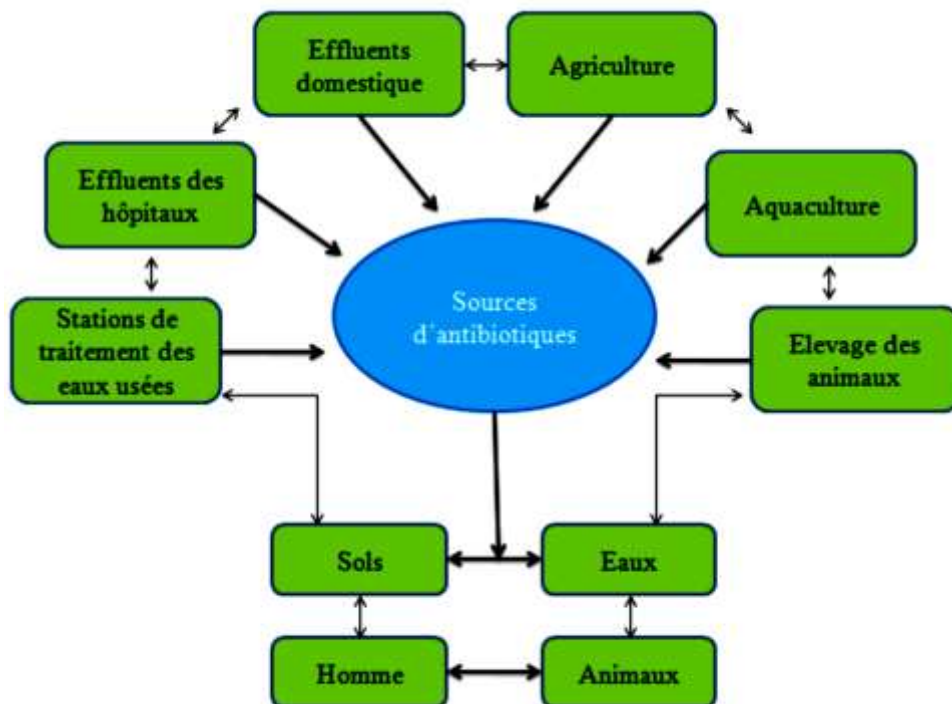 Effluents
domestique
Agriculture
Effluents des
hôpitaux
Aquaculture
Sources
d'antibiotiques
Stations de
traitement des
eaux usées
Elevage des
animaux
Sols
Eaux
Homme
Animaux